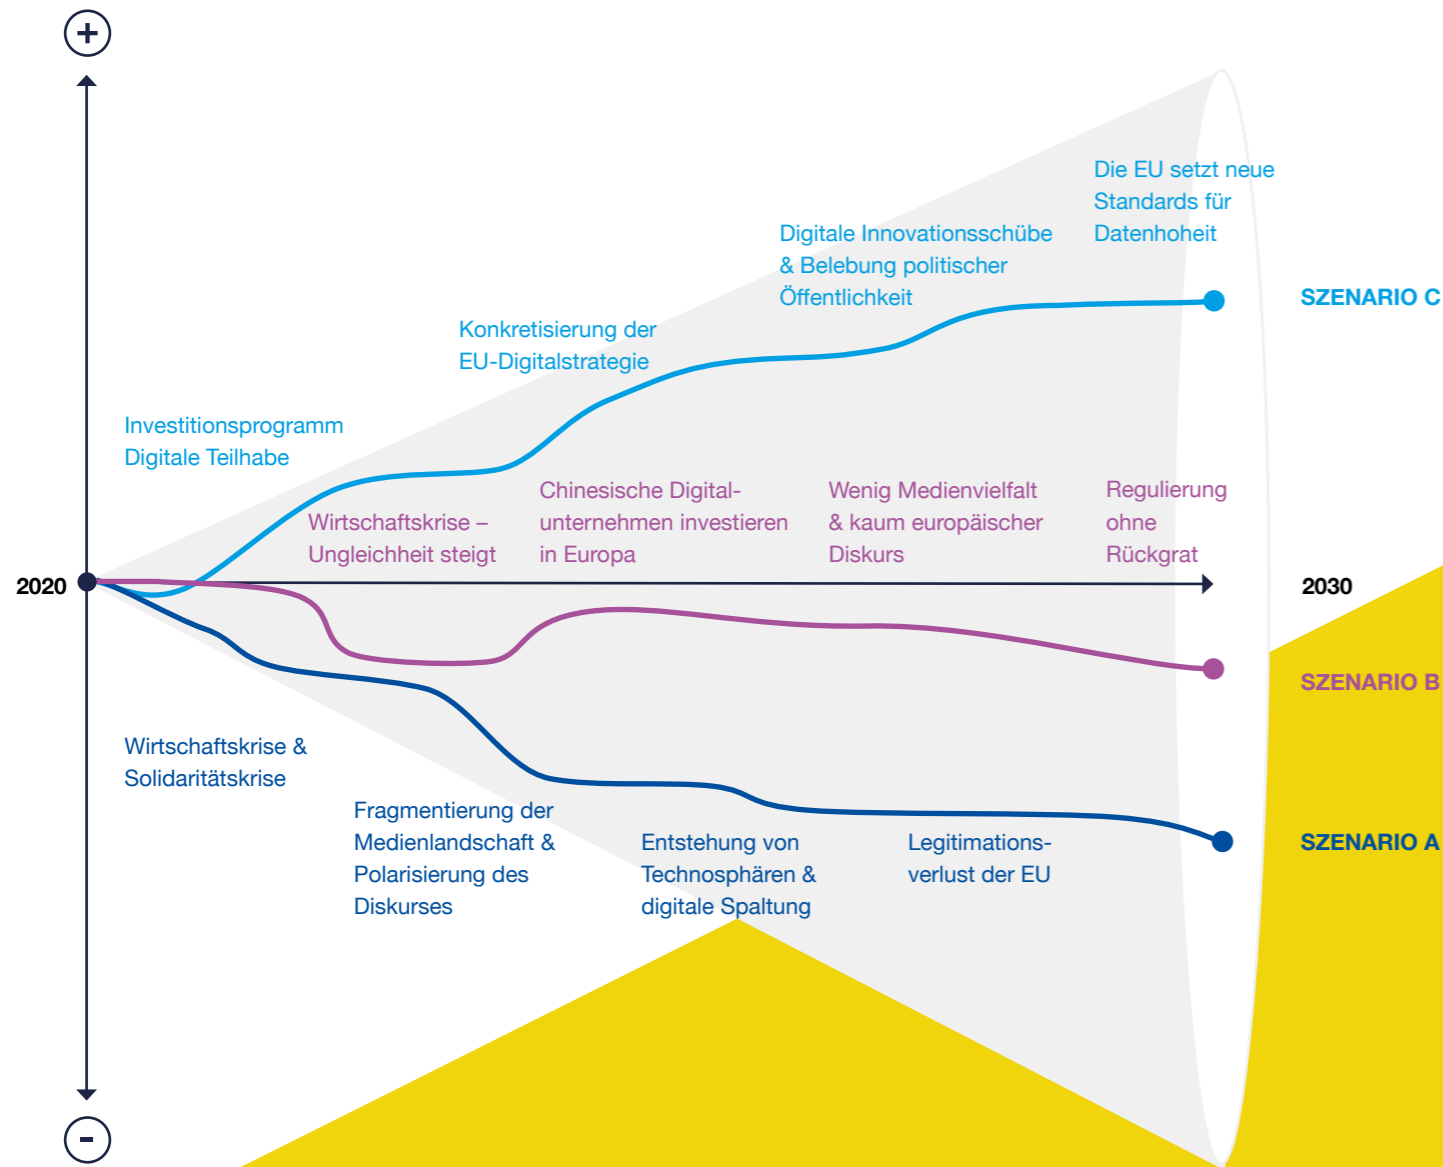 +
Die EU setzt neue
Standards für
Datenhoheit
Digitale Innovationsschübe
& Belebung politischer
Öffentlichkeit
SZENARIO C
Konkretisierung der
EU-Digitalstrategie
Investitionsprogramm
Digitale Teilhabe
Wirtschaftskrise –
Ungleichheit steigt
Chinesische Digital-
unternehmen investieren
in Europa
Wenig Medienvielfalt
& kaum europäischer
Diskurs
Regulierung
ohne
Rückgrat
2020
2030
SZENARIO B
Wirtschaftskrise &
Solidaritätskrise
Fragmentierung der
Medienlandschaft &
Polarisierung des
Diskurses
Entstehung von
Technosphären &
digitale Spaltung
Legitimations-
verlust der EU
SZENARIO A
-